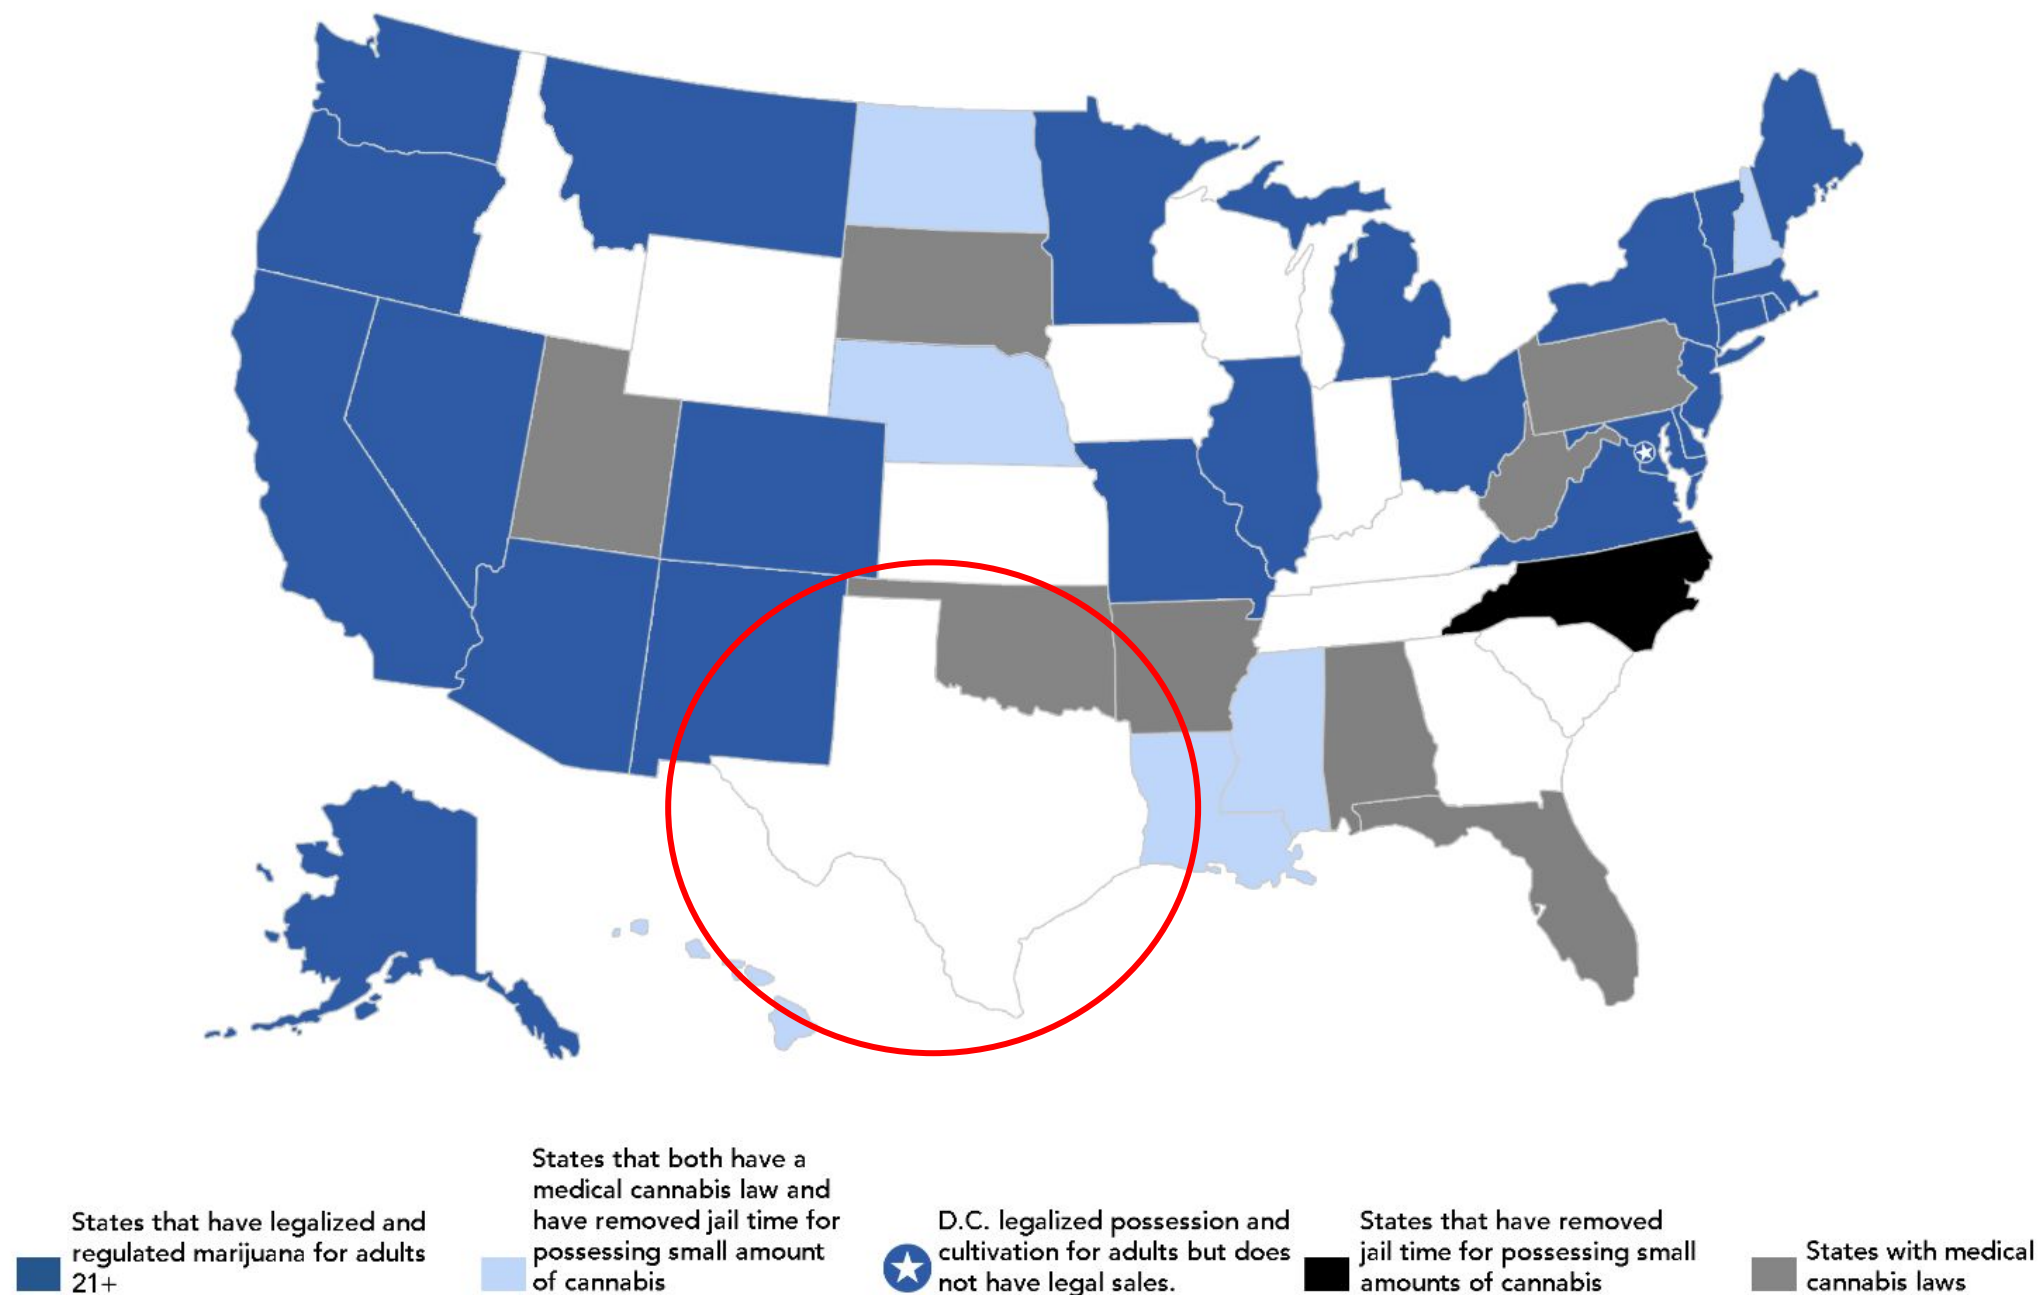 States that have legalized and
regulated marijuana for adults
21+
States that both have a
medical cannabis law and
have removed jail time for
possessing small amount
of cannabis
D.C. legalized possession and
cultivation for adults but does
not have legal sales.
States that have removed
jail time for possessing small
amounts of cannabis
States with medical
cannabis laws